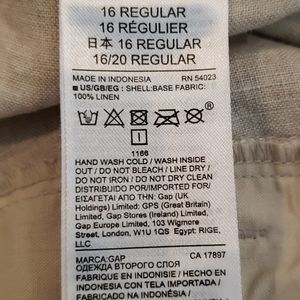 16 REGULAR
16 RÉGULIER
日本 16 REGULAR
16/20 REGULAR
MADE IN INDONESIA RN 54023
■ US/GB/EG : SHELL:BASE FABRIC:
100% LINEN
1166
HAND WASH COLD / WASH INSIDE
OUT / DO NOT BLEACH / LINE DRY /
DO NOT IRON / DO NOT DRY CLEAN
DISTRIBUIDO POR/IMPORTED BY/
ΕΙΣΑΓΕΤΑΙ ΑΠΟ ΤΗΝ: Gap (UK
Holdings) Limited: GPS (Great Britain)
Limited, Gap Stores (Ireland) Limited,
Gap Europe Limited, 103 Wigmore
Street, London, W1U 1QS Egypt: RIGE,
LLC
MARCA:GAP CA 17897
ОДЕЖДА ВТОРОГО СЛОЯ
FABRIQUE EN INDONISIE / HECHO EN
INDONESIA CON TELA IMPORTADA /
FABRICADO NA INDONÉSIA /